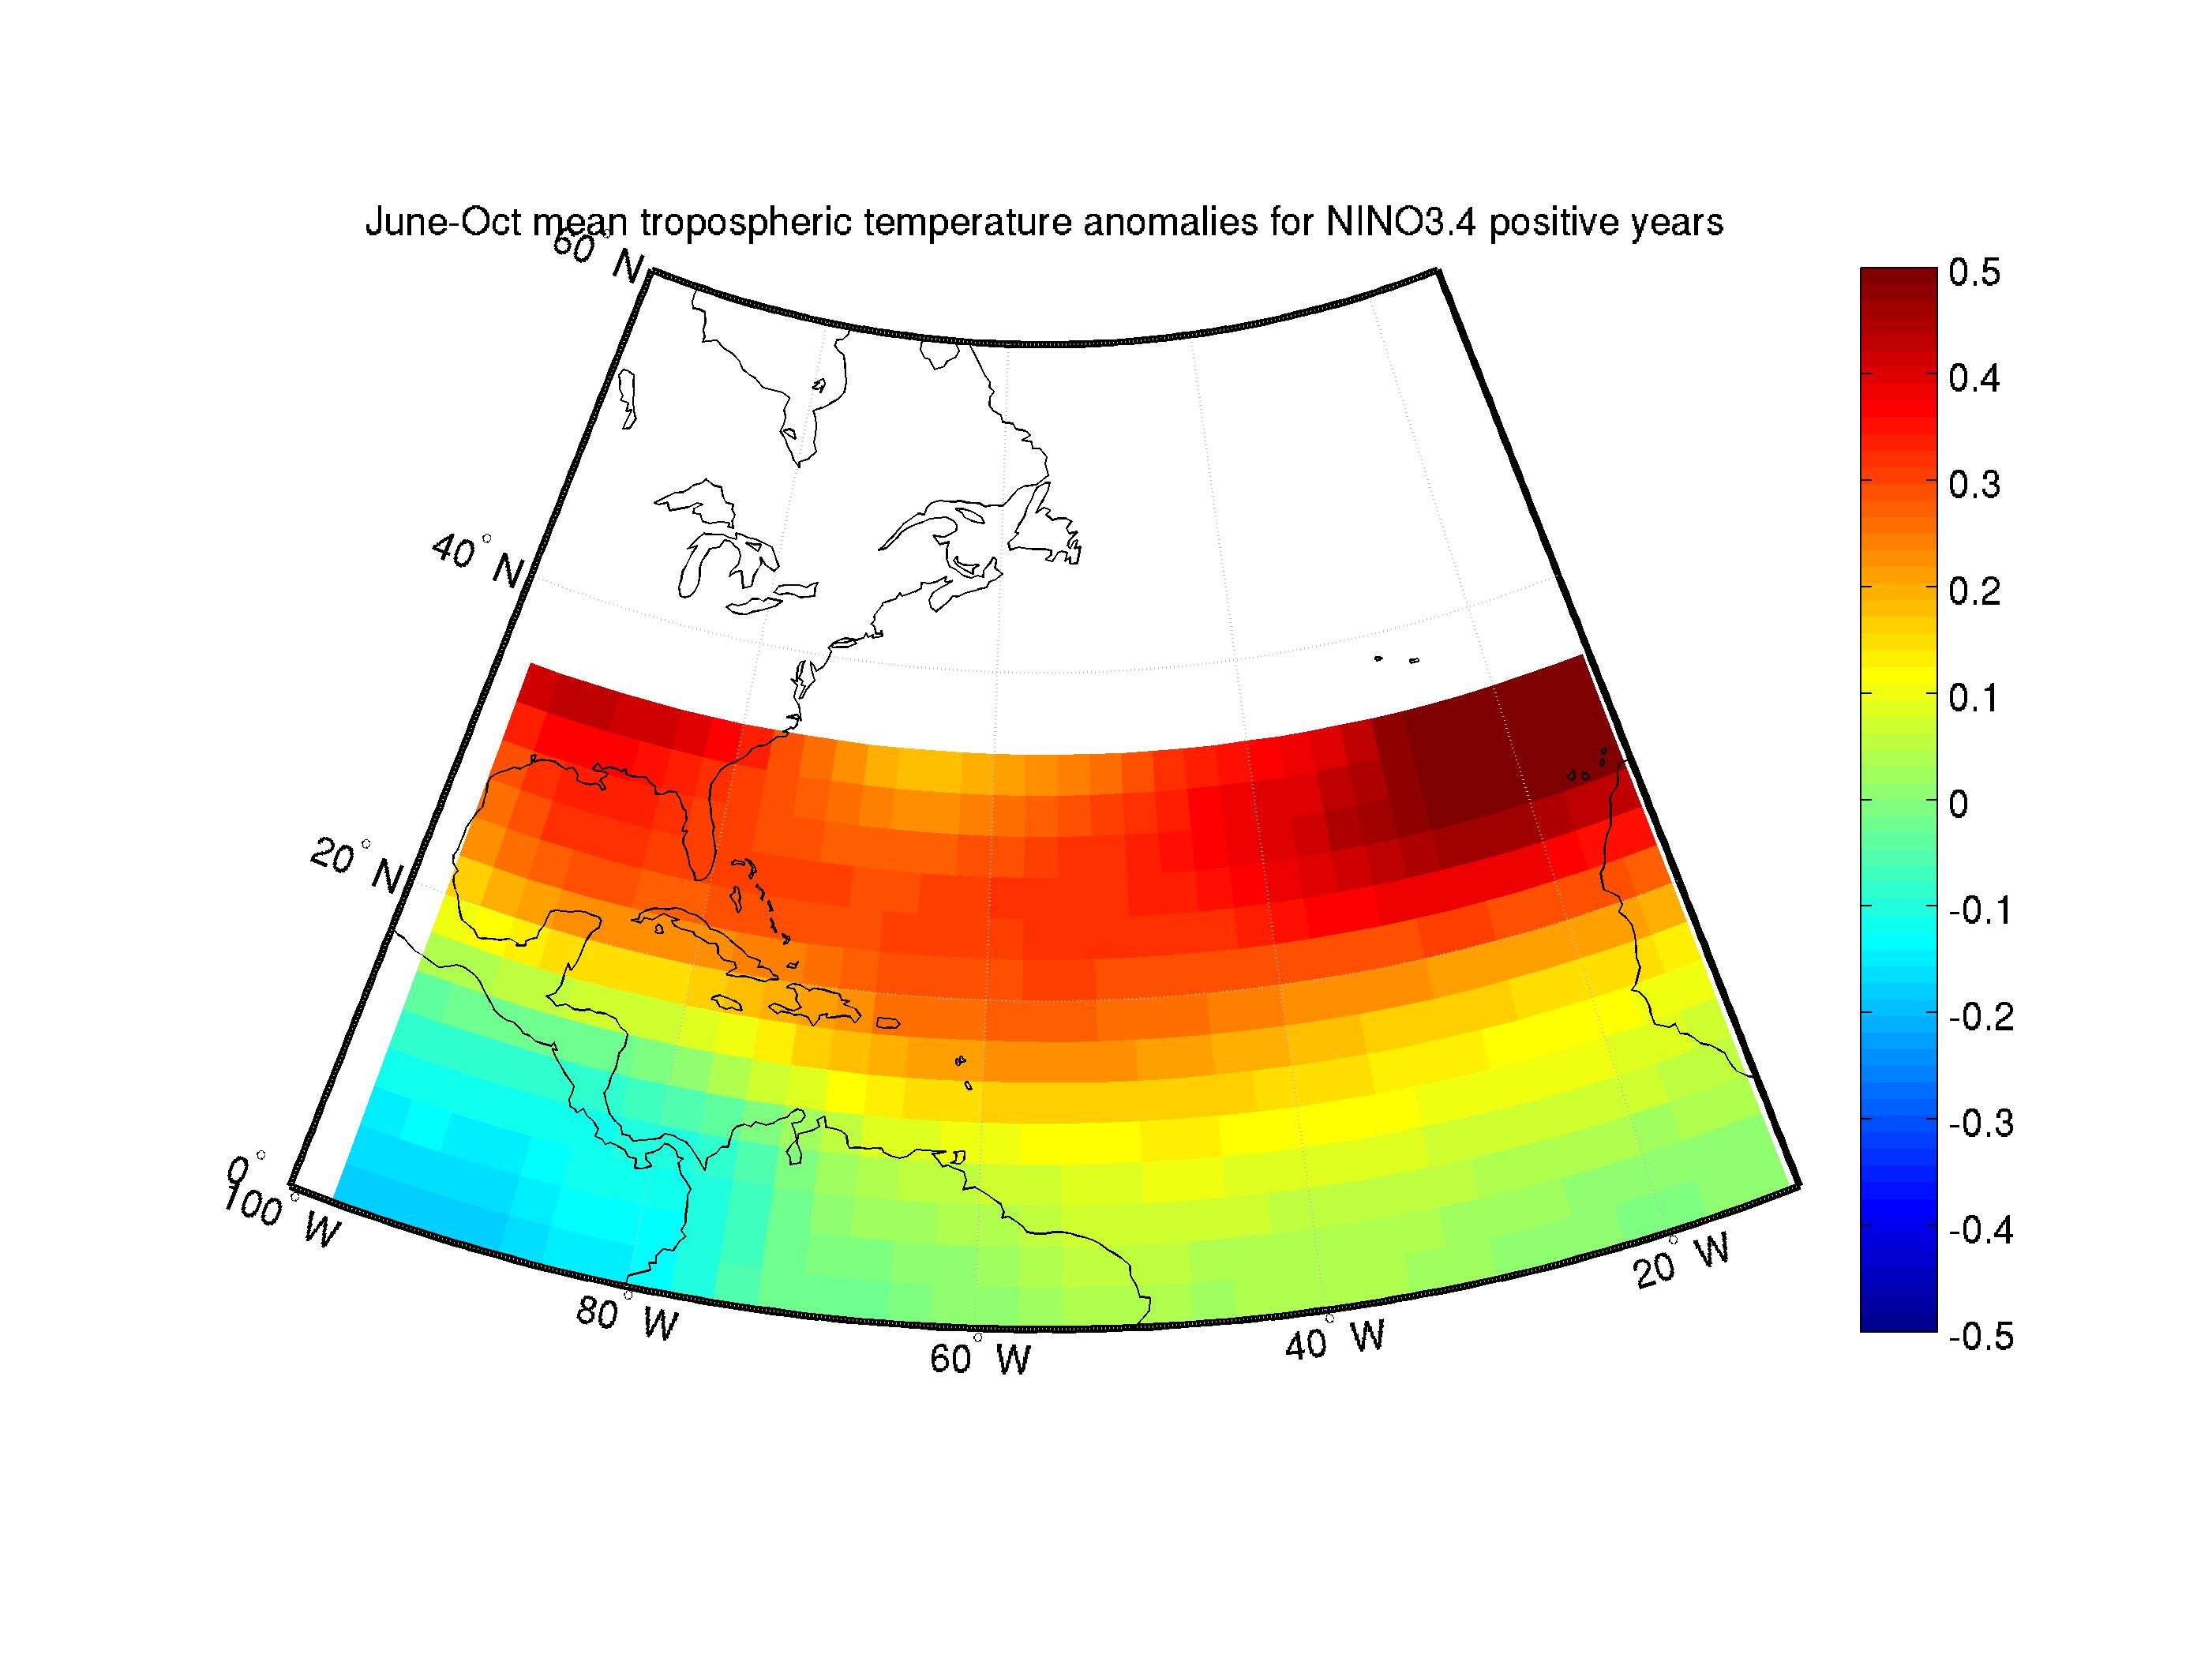 June-Oct mean tropospheric temperature anomalies for NINO3.4 positive years
60° N
40° N
20° N
0°
100° W
80° W
60° W
40° W
20° W
0.5
0.4
0.3
0.2
0.1
0
-0.1
-0.2
-0.3
-0.4
-0.5